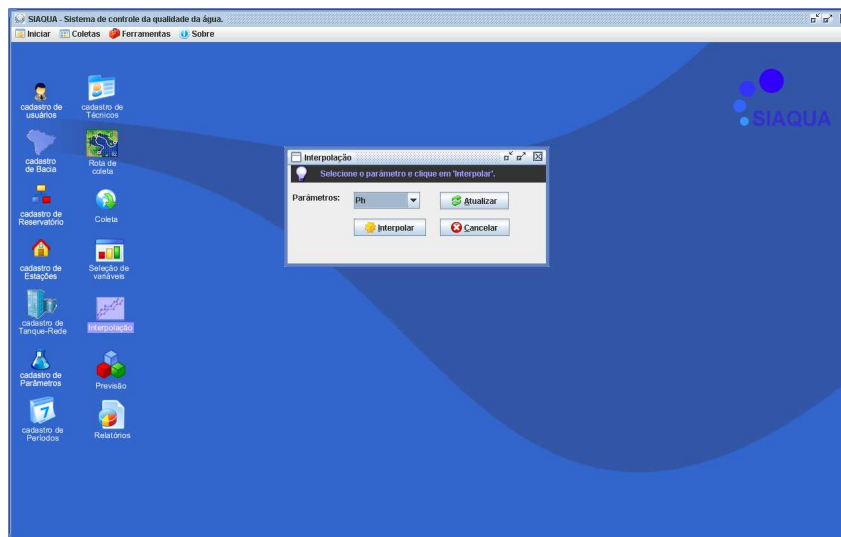 SIAQUA - Sistema de controle da qualidade da água.
Iniciar Coletas Ferramentas Sobre
cadastro de
usuários
cadastro de
Técnicos
cadastro
de Bacia
Rota de
coleta
cadastro de
Reservatório
Coleta
cadastro de
Estações
Seleção de
variáveis
cadastro de
Tanque-Rede
Interpolação
cadastro de
Parâmetros
Previsão
7
cadastro de
Períodos
Relatórios
SIAQUA
Interpolação
Selecione o parâmetro e clique em 'Interpolar'.
Parâmetros: Ph Atualizar
Interpolar Cancelar